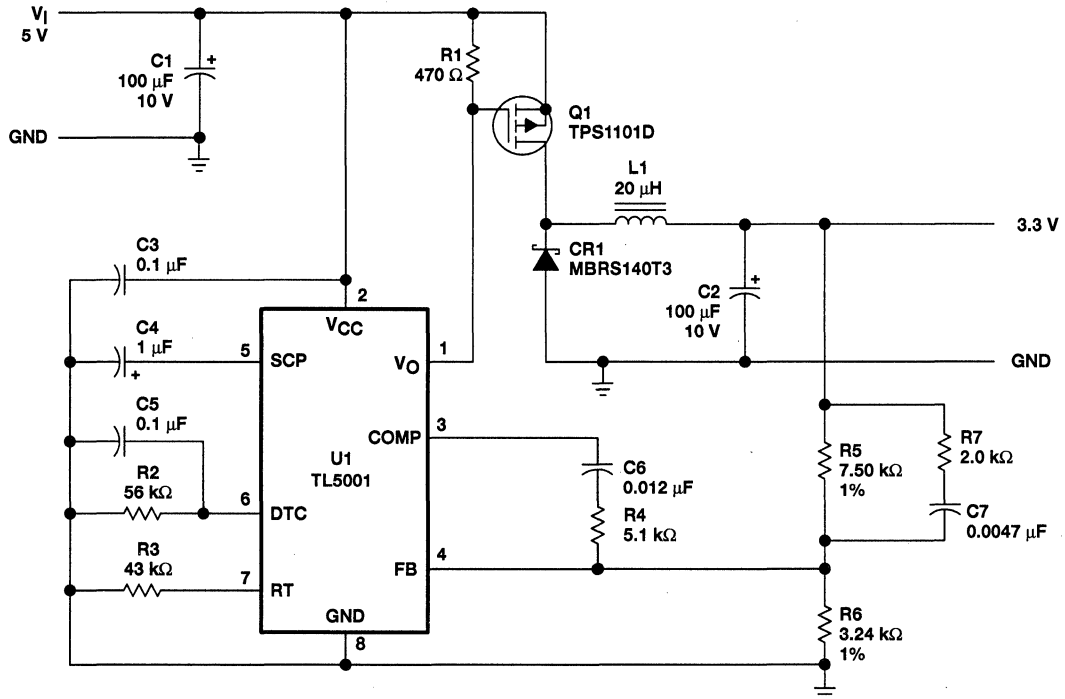 VI
5 V
C1
100 µF
10 V
+
GND
R1
470 Ω
Q1
TPS1101D
L1
20 µH
3.3 V
CR1
MBRS140T3
C2
100 µF
10 V
+
GND
C3
0.1 µF
2
VCC
C4
1 µF
+
5
SCP
1
VO
C5
0.1 µF
3
COMP
U1
TL5001
R2
56 kΩ
6
DTC
C6
0.012 µF
R4
5.1 kΩ
R5
7.50 kΩ
1%
R7
2.0 kΩ
C7
0.0047 µF
R3
43 kΩ
7
RT
4
FB
GND
8
R6
3.24 kΩ
1%